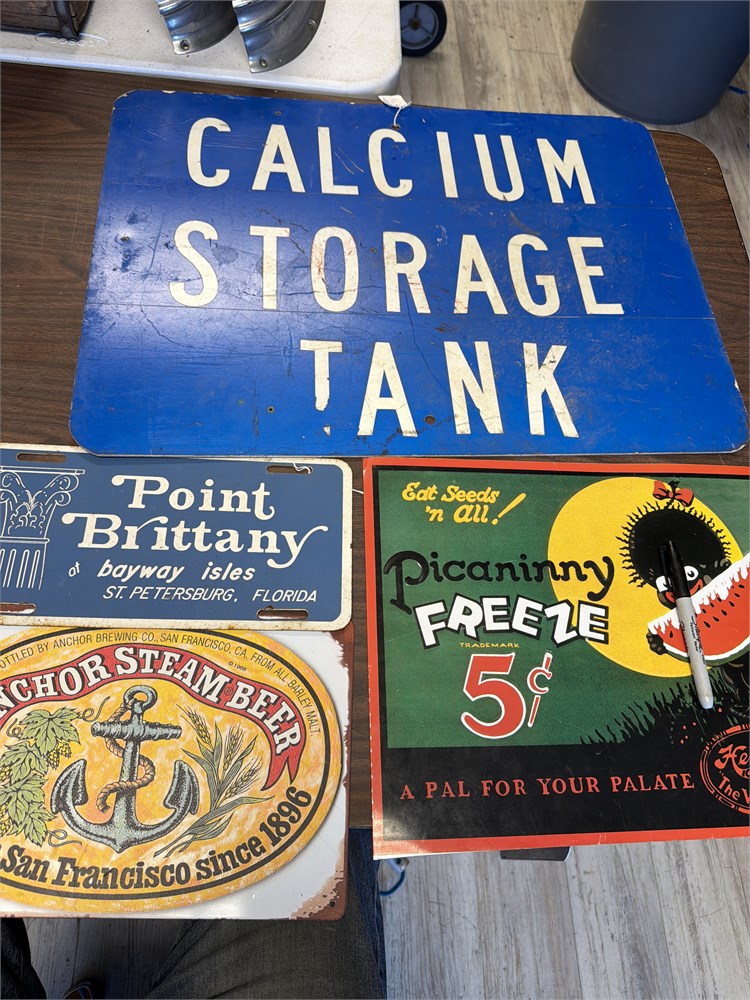 CALCIUM
STORAGE
TANK
Point
Brittany
at bayway isles
ST. PETERSBURG, FLORIDA
BOTTLED BY ANCHOR BREWING CO., SAN FRANCISCO, CA. FROM ALL BARLEY MALT.
ANCHOR STEAM BEER
San Francisco since 1896
Eat Seeds
'n all!
Picaninny
FREEZE
TRADEMARK
5¢
A PAL FOR YOUR PALATE
The